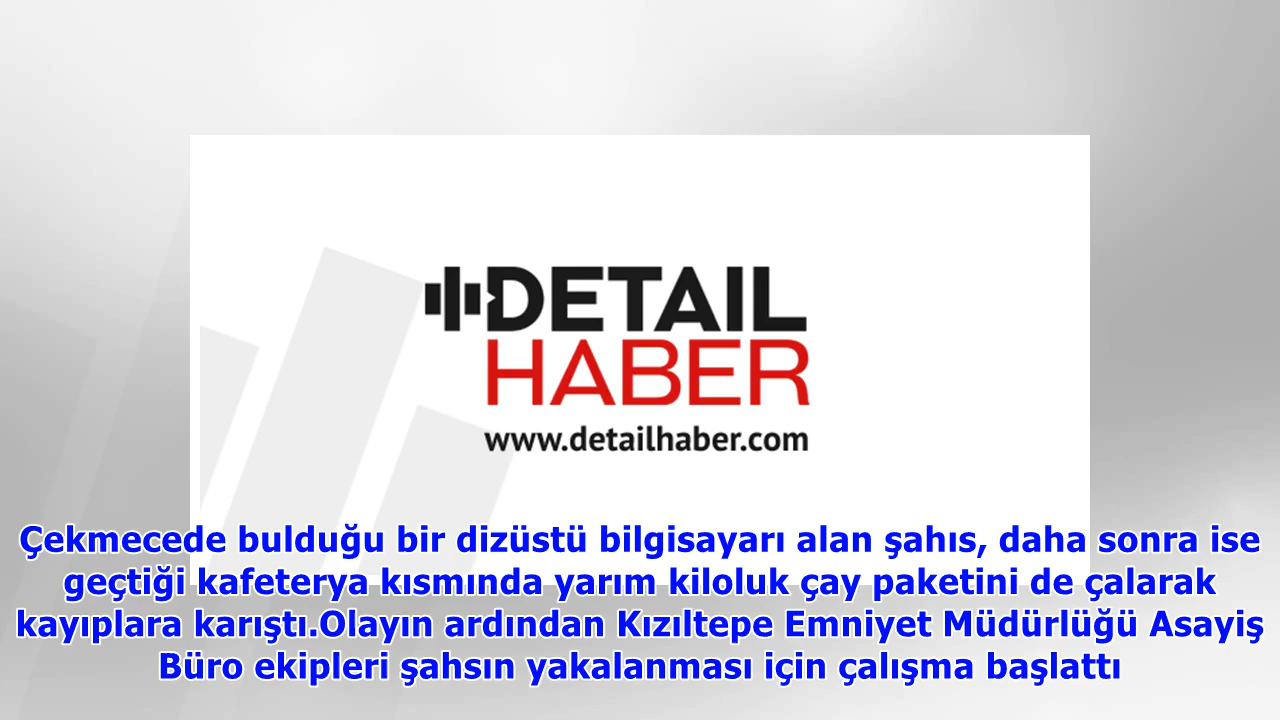 DETAIL
HABER
www.detailhaber.com
Çekmecede bulduğu bir dizüstü bilgisayarı alan şahıs, daha sonra ise
geçtiği kafeterya kısmında yarım kiloluk çay paketini de çalarak
kayıplara karıştı.Olayın ardından Kızıltepe Emniyet Müdürlüğü Asayiş
Büro ekipleri şahsın yakalanması için çalışma başlattı